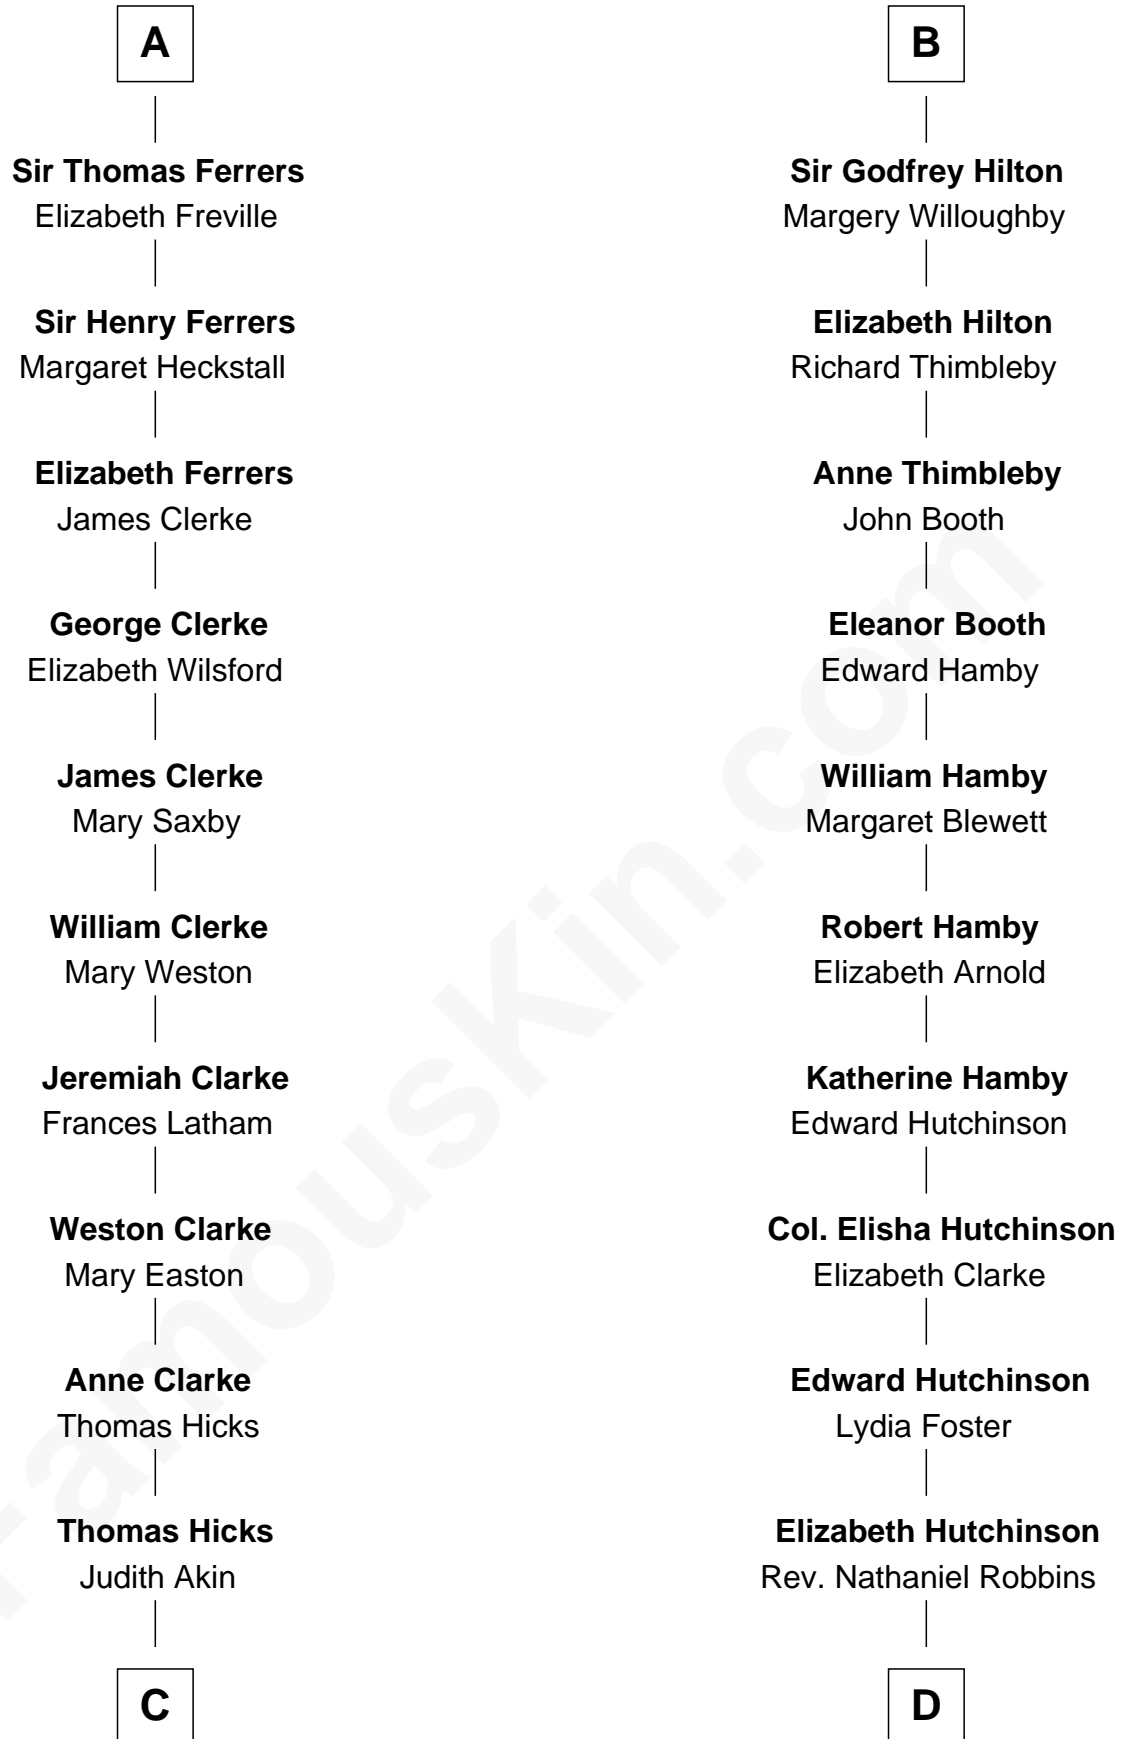 A
Sir Thomas Ferrers
Elizabeth Freville
Sir Henry Ferrers
Margaret Heckstall
Elizabeth Ferrers
James Clerke
George Clerke
Elizabeth Wilsford
James Clerke
Mary Saxby
William Clerke
Mary Weston
Jeremiah Clarke
Frances Latham
Weston Clarke
Mary Easton
Anne Clarke
Thomas Hicks
Thomas Hicks
Judith Akin
C
B
Sir Godfrey Hilton
Margery Willoughby
Elizabeth Hilton
Richard Thimbleby
Anne Thimbleby
John Booth
Eleanor Booth
Edward Hamby
William Hamby
Margaret Blewett
Robert Hamby
Elizabeth Arnold
Katherine Hamby
Edward Hutchinson
Col. Elisha Hutchinson
Elizabeth Clarke
Edward Hutchinson
Lydia Foster
Elizabeth Hutchinson
Rev. Nathaniel Robbins
D
FamousKin.com